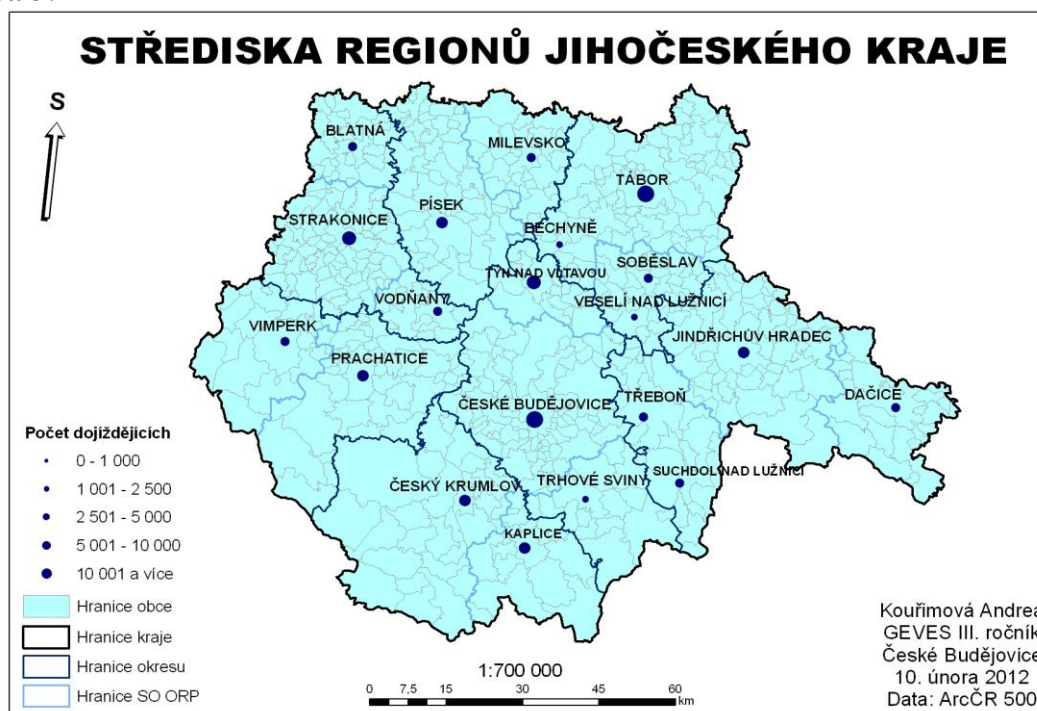 STŘEDISKA REGIONŮ JIHOČESKÉHO KRAJE
S
BLATNÁ
MILEVSKO
TÁBOR
PÍSEK
STRAKONICE
BECHYNĚ
SOBĚSLAV
TÝN NAD VLTAVOU
VODŇANY
VESELÍ NAD LUŽNICÍ
VIMPERK
JINDŘICHŮV HRADEC
PRACHATICE
ČESKÉ BUDĚJOVICE
TŘEBOŇ
DAČICE
SUCHDOL NAD LUŽNICÍ
ČESKÝ KRUMLOV
TRHOVÉ SVINY
KAPLICE
Počet dojíždějících
0 - 1 000
1 001 - 2 500
2 501 - 5 000
5 001 - 10 000
10 001 a více
Hranice obce
Hranice kraje
Hranice okresu
Hranice SO ORP
1:700 000
0 7,5 15 30 45 60
km
Kouřimová Andrea
GEVES III. ročník
České Budějovice
10. února 2012
Data: ArcČR 500